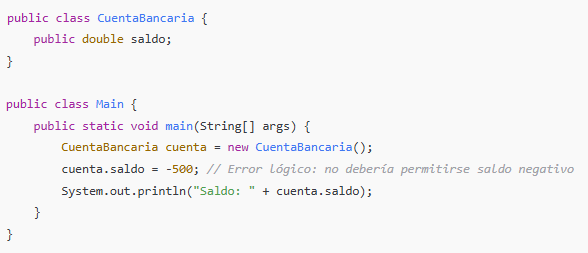 public class CuentaBancaria {
    public double saldo;
}

public class Main {
    public static void main(String[] args) {
        CuentaBancaria cuenta = new CuentaBancaria();
        cuenta.saldo = -500; // Error lógico: no debería permitirse saldo negativo
        System.out.println("Saldo: " + cuenta.saldo);
    }
}